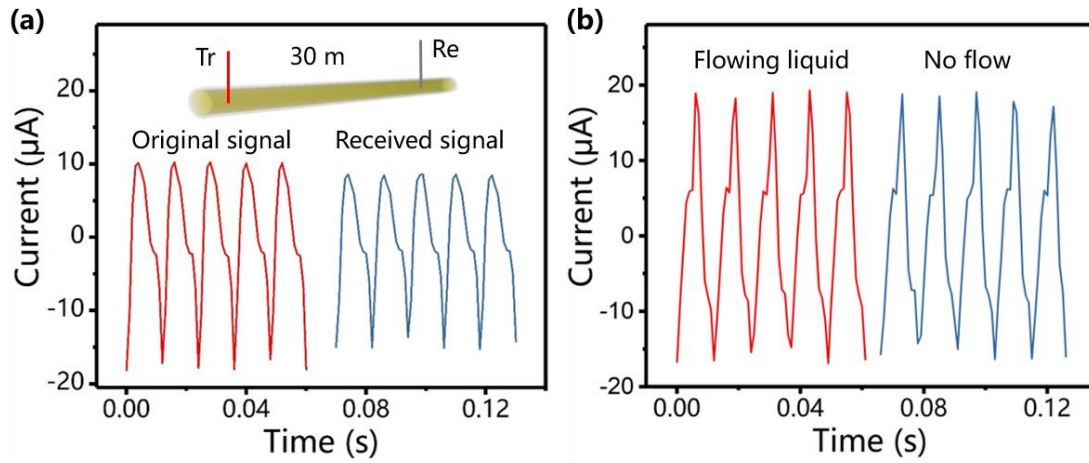 (a)
Tr
30 m
Re
Original signal
Received signal
Current (µA)
20
10
0
-10
-20
0.00
0.04
0.08
0.12
Time (s)
(b)
Flowing liquid
No flow
Current (µA)
20
10
0
-10
-20
0.00
0.04
0.08
0.12
Time (s)